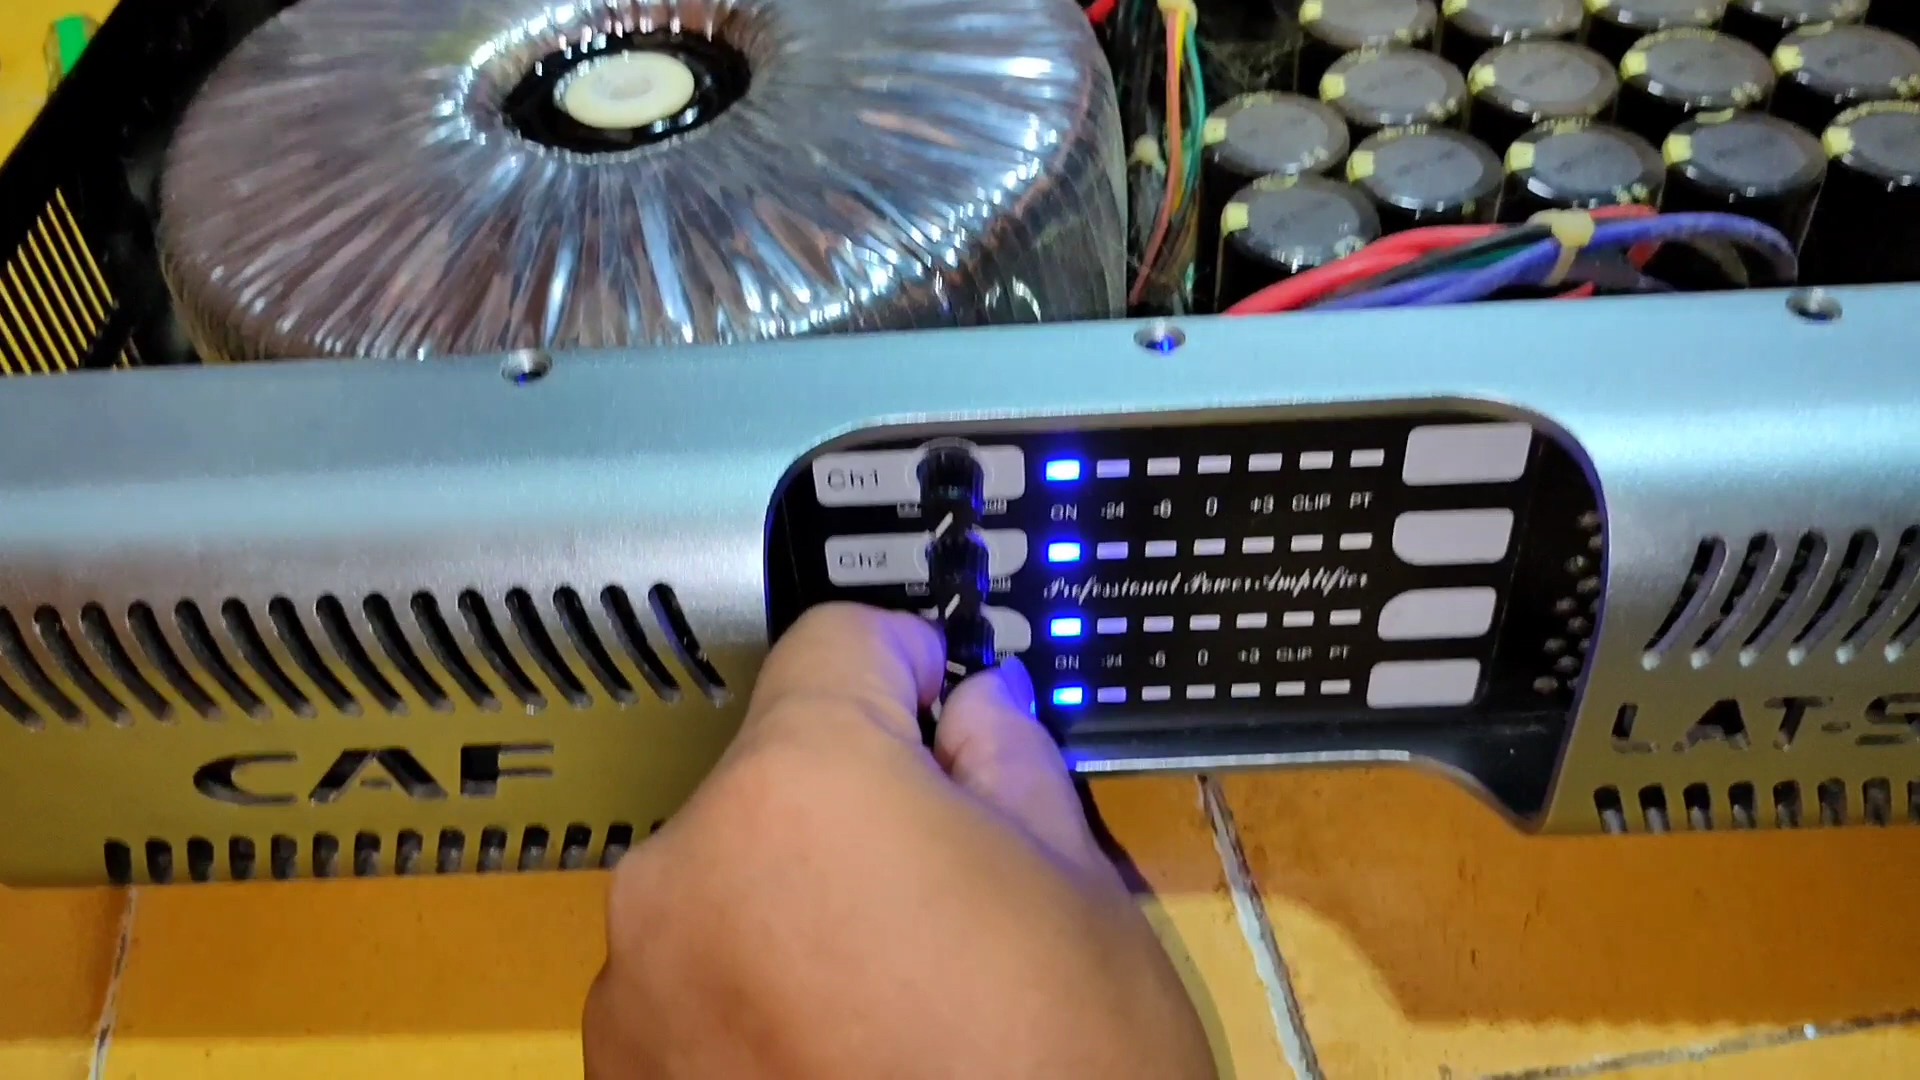 Ch1
ON -24 -6 0 +3 CLIP PT
Ch2
Professional Power Amplifier
ON -24 -6 0 +3 CLIP PT
CAF
LAT-S